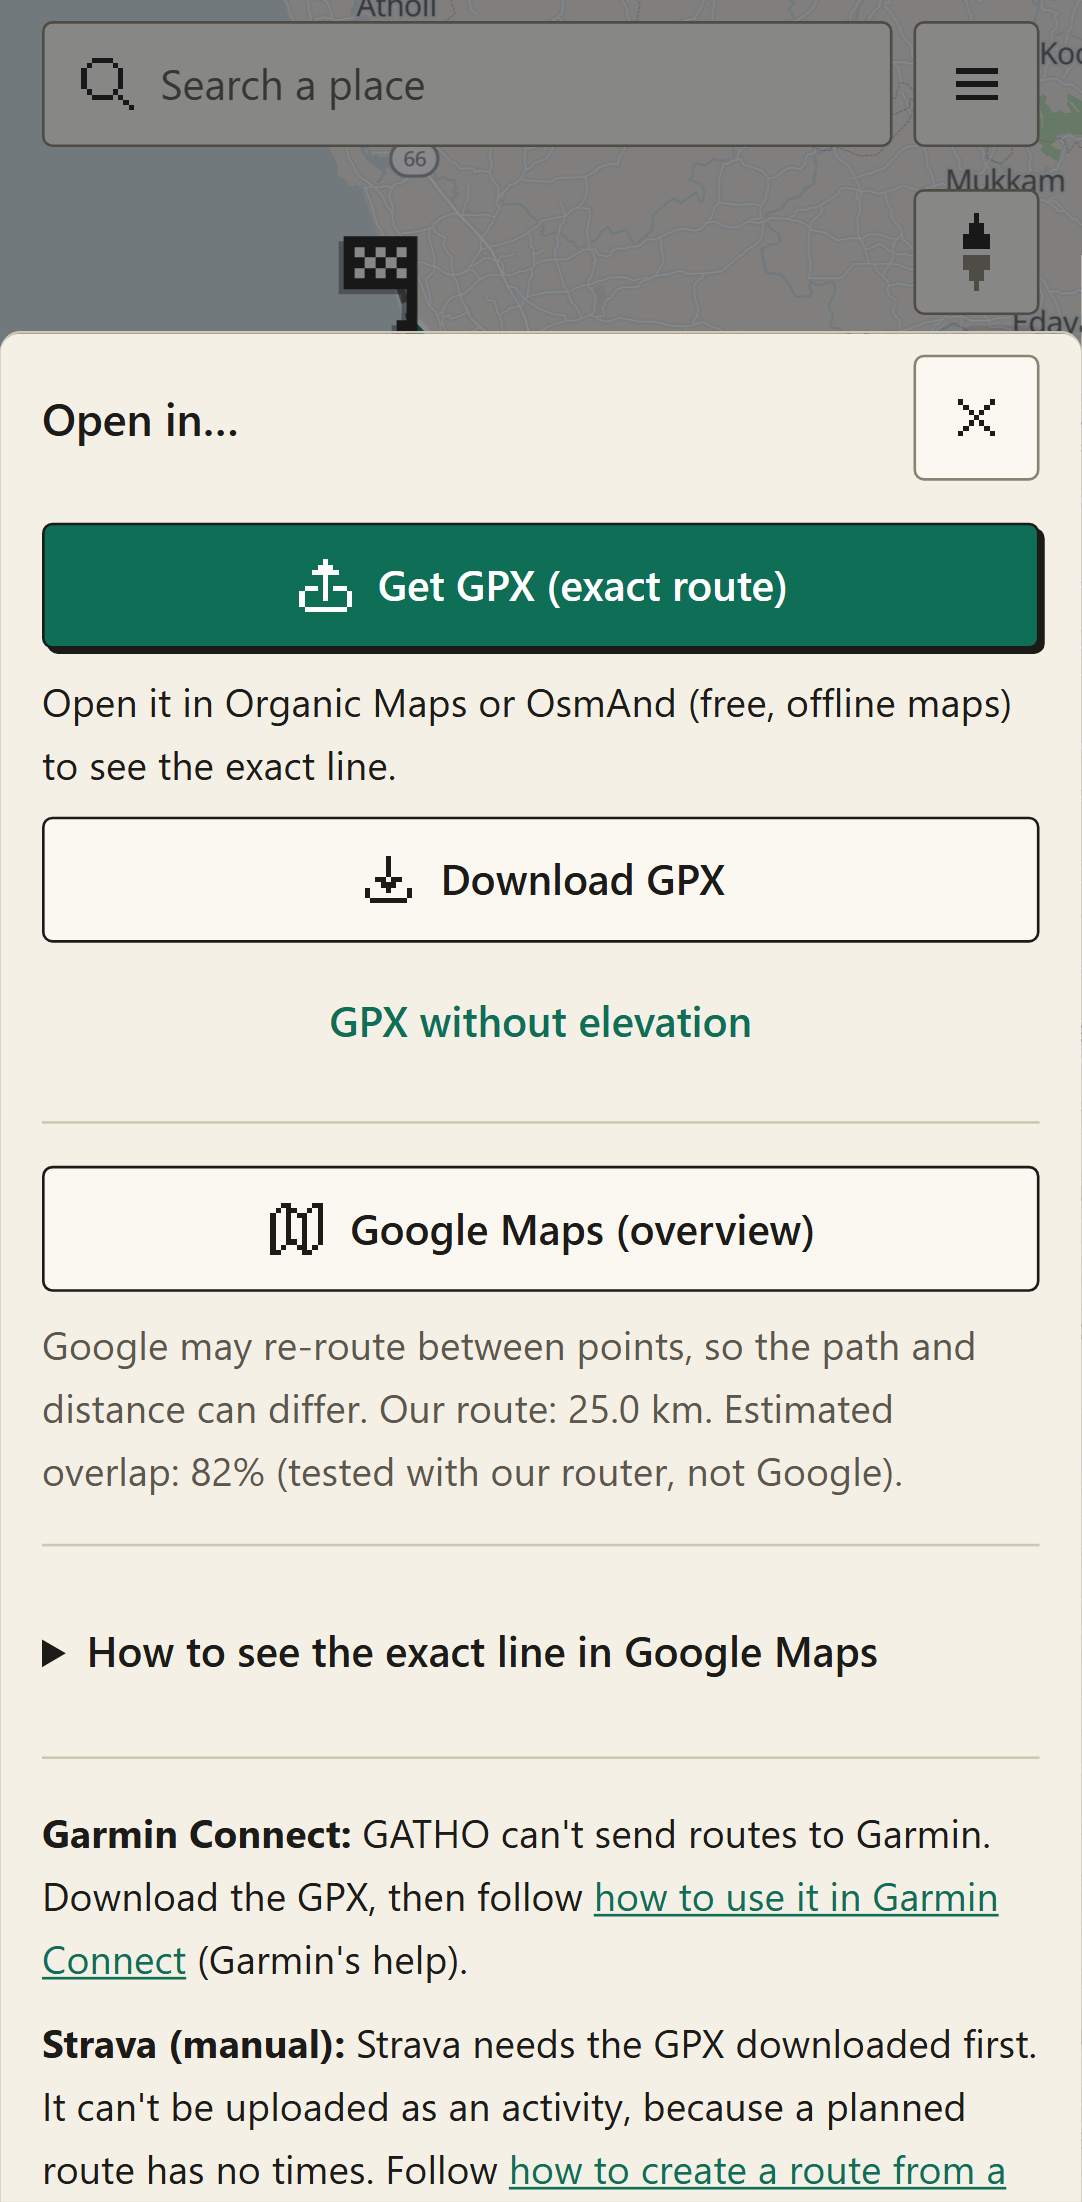 Atholi
Search a place
66
Mukkam
Open in...
Get GPX (exact route)
Open it in Organic Maps or OsmAnd (free, offline maps)
to see the exact line.
Download GPX
GPX without elevation
Google Maps (overview)
Google may re-route between points, so the path and
distance can differ. Our route: 25.0 km. Estimated
overlap: 82% (tested with our router, not Google).
How to see the exact line in Google Maps
Garmin Connect: GATHO can't send routes to Garmin.
Download the GPX, then follow how to use it in Garmin
Connect (Garmin's help).
Strava (manual): Strava needs the GPX downloaded first.
It can't be uploaded as an activity, because a planned
route has no times. Follow how to create a route from a